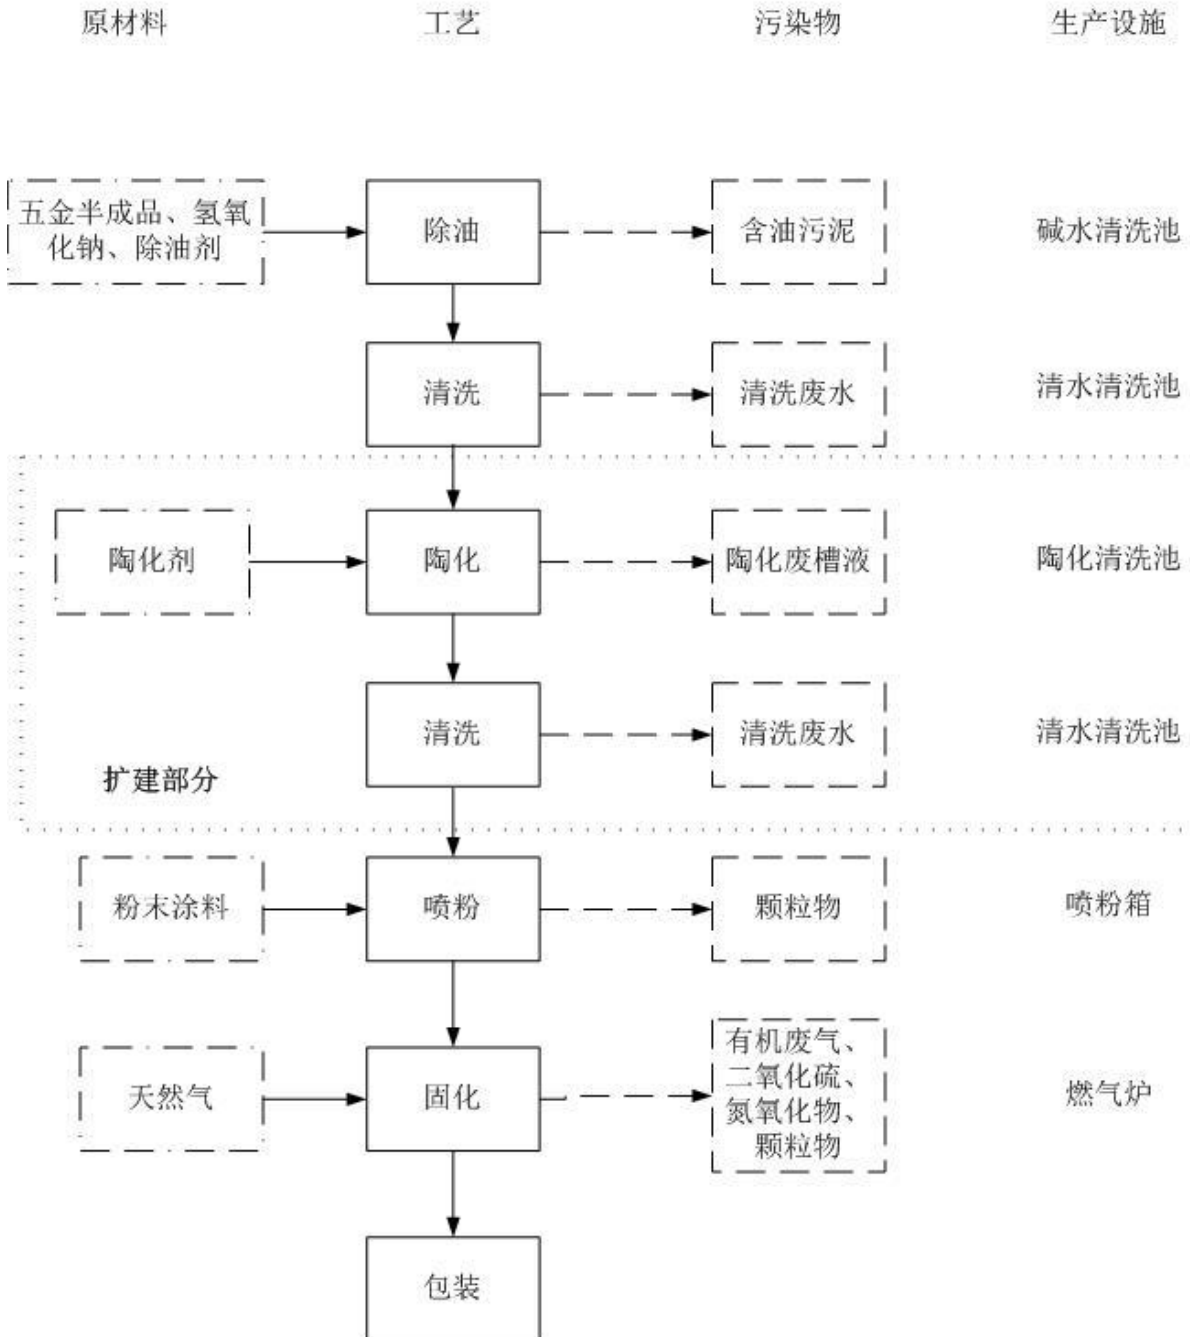 原材料
工艺
污染物
生产设施
五金半成品、氢氧
化钠、除油剂
除油
含油污泥
碱水清洗池
清洗
清洗废水
清水清洗池
陶化剂
陶化
陶化废槽液
陶化清洗池
清洗
清洗废水
清水清洗池
扩建部分
粉末涂料
喷粉
颗粒物
喷粉箱
天然气
固化
有机废气、
二氧化硫、
氮氧化物、
颗粒物
燃气炉
包装